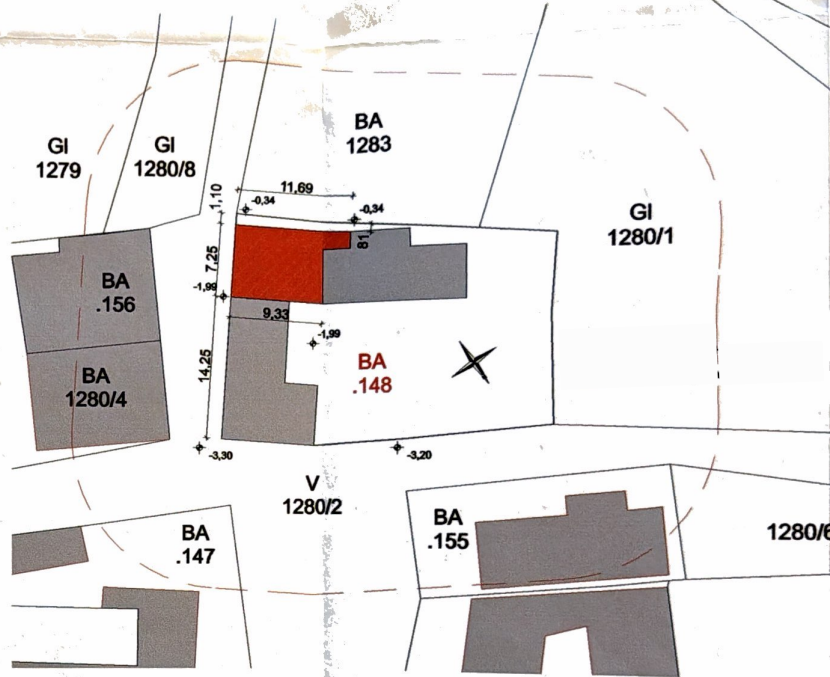 BA
1283
GI
1279
GI
1280/8
11,69
1,10
-0,34
-0,34
GI
1280/1
81
7,25
BA
.156
-1,99
9,33
-1,99
BA
.148
14,25
BA
1280/4
-3,30
-3,20
V
1280/2
BA
.155
BA
.147
1280/6